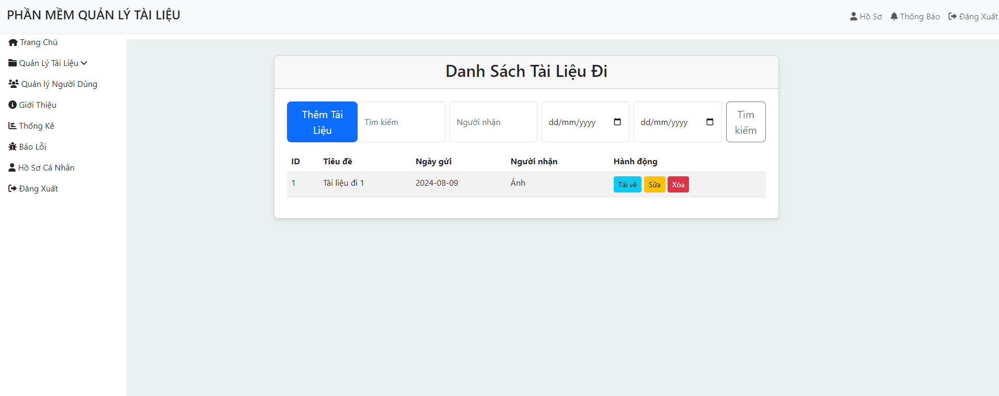 PHẦN MỀM QUẢN LÝ TÀI LIỆU
Hồ Sơ Thông Báo Đăng Xuất
Trang Chủ
Quản Lý Tài Liệu
Quản lý Người Dùng
Giới Thiệu
Thống Kê
Báo Lỗi
Hồ Sơ Cá Nhân
Đăng Xuất
Danh Sách Tài Liệu Đi
Thêm Tài
Liệu
Tìm kiếm
Người nhận
dd/mm/yyyy
dd/mm/yyyy
Tìm
kiếm
ID Tiêu đề Ngày gửi Người nhận Hành động
1 Tài liệu đi 1 2024-08-09 Ánh Tải về Sửa Xóa